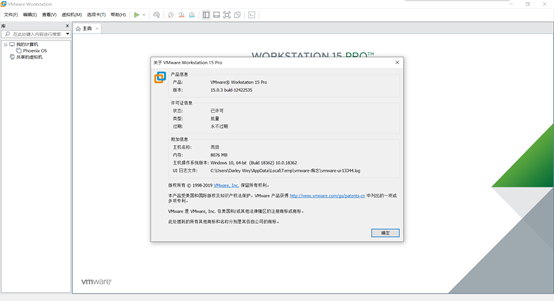 VMware Workstation
文件(F) 编辑(E) 查看(V) 虚拟机(M) 选项卡(T) 帮助(H)
库
在此处键入内容进行搜索
我的计算机
Phoenix OS
共享的虚拟机
主页
WORKSTATION 15 PRO™
关于 VMware Workstation 15 Pro
产品信息
产品: VMware® Workstation 15 Pro
版本: 15.0.3 build-12422535
许可证信息
状态: 已许可
类型: 批量
过期: 永不过期
附加信息
主机名称:
内存: 8076 MB
主机操作系统版本: Windows 10, 64-bit (Build 18362) 10.0.18362
UI 日志文件: C:\Users\Darley Wey\AppData\Local\Temp\vmware-
\vmware-ui-13344.log
版权所有 © 1998-2019 VMware, Inc. 保留所有权利。
本产品受美国和国际版权及知识产权法保护。VMware 产品获得 http://www.vmware.com/go/patents-cn 中列出的一项或
多项专利。
VMware 是 VMware, Inc. 在美国和/或其他法律辖区的注册商标或商标。
此处提到的所有其他商标和名称分别是其各自公司的商标。
确定
vmware